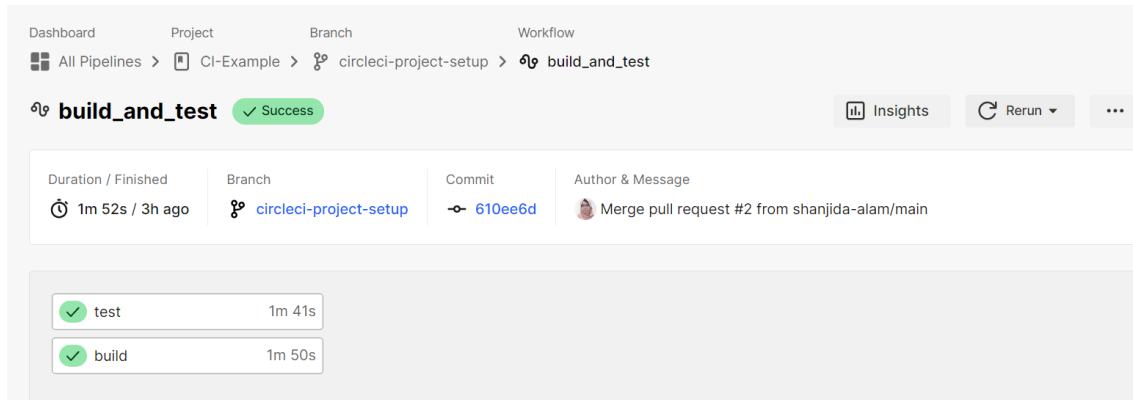 Dashboard Project Branch Workflow
All Pipelines > CI-Example > circleci-project-setup > build_and_test
build_and_test Success Insights Rerun
Duration / Finished Branch Commit Author & Message
1m 52s / 3h ago circleci-project-setup 610ee6d Merge pull request #2 from shanjida-alam/main
test 1m 41s
build 1m 50s